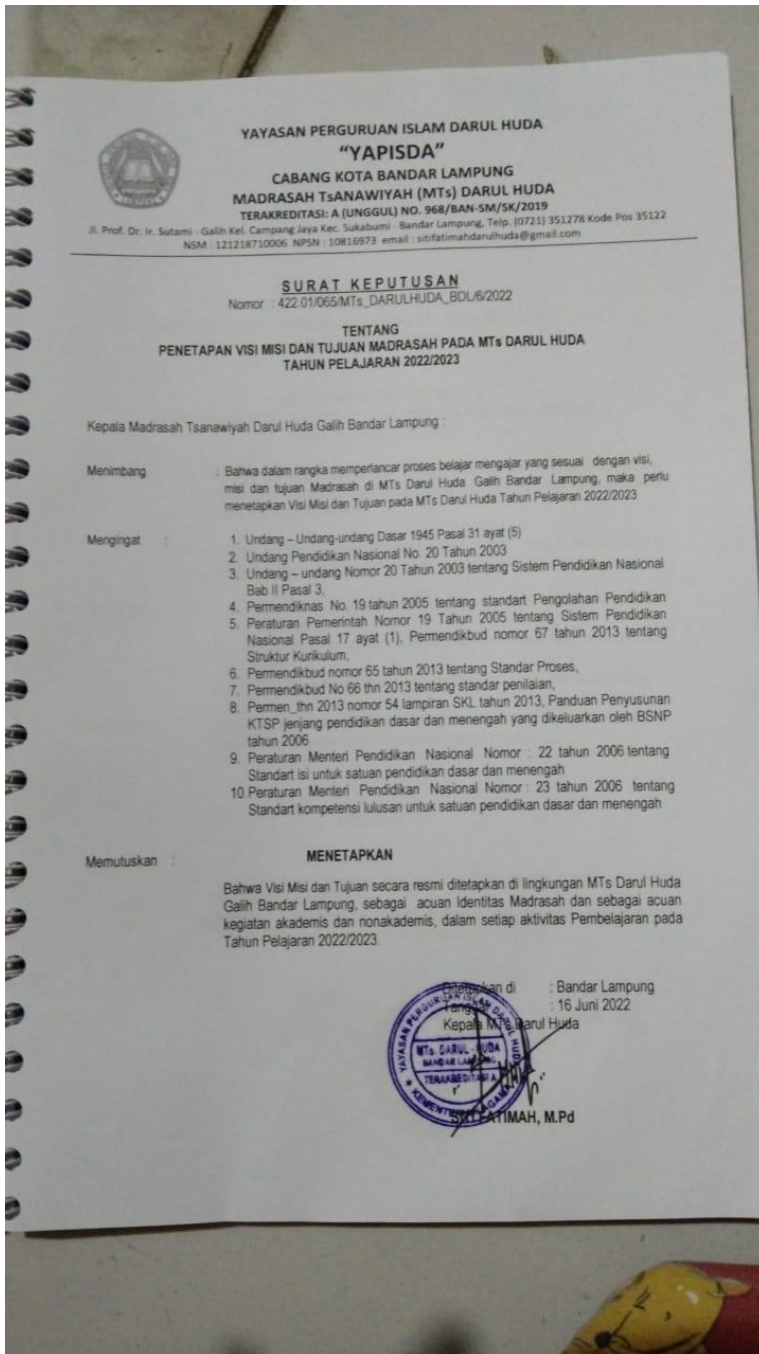 YAYASAN PERGURUAN ISLAM DARUL HUDA
"YAPISDA"
CABANG KOTA BANDAR LAMPUNG
MADRASAH TsANAWIYAH (MTs) DARUL HUDA
TERAKREDITASI: A (UNGGUL) NO. 968/BAN-SM/SK/2019
Jl. Prof. Dr. Ir. Sutami - Galih Kel. Campang Jaya Kec. Sukabumi - Bandar Lampung, Telp. (0721) 351278 Kode Pos 35122
NSM : 121218710006 NPSN : 10816973 email : sitifatimahdarulhuda@gmail.com
SURAT KEPUTUSAN
Nomor : 422.01/065/MTs_DARULHUDA_BDL/6/2022
TENTANG
PENETAPAN VISI MISI DAN TUJUAN MADRASAH PADA MTs DARUL HUDA
TAHUN PELAJARAN 2022/2023
Kepala Madrasah Tsanawiyah Darul Huda Galih Bandar Lampung :
Menimbang : Bahwa dalam rangka memperlancar proses belajar mengajar yang sesuai dengan visi,
misi dan tujuan Madrasah di MTs Darul Huda Galih Bandar Lampung, maka perlu
menetapkan Visi Misi dan Tujuan pada MTs Darul Huda Tahun Pelajaran 2022/2023
Mengingat : 1. Undang – Undang-undang Dasar 1945 Pasal 31 ayat (5)
2. Undang Pendidikan Nasional No. 20 Tahun 2003
3. Undang – undang Nomor 20 Tahun 2003 tentang Sistem Pendidikan Nasional
Bab II Pasal 3,
4. Permendiknas No. 19 tahun 2005 tentang standart Pengolahan Pendidikan
5. Peraturan Pemerintah Nomor 19 Tahun 2005 tentang Sistem Pendidikan
Nasional Pasal 17 ayat (1), Permendikbud nomor 67 tahun 2013 tentang
Struktur Kurikulum,
6. Permendikbud nomor 65 tahun 2013 tentang Standar Proses,
7. Permendikbud No 66 thn 2013 tentang standar penilaian,
8. Permen_thn 2013 nomor 54 lampiran SKL tahun 2013, Panduan Penyusunan
KTSP jenjang pendidikan dasar dan menengah yang dikeluarkan oleh BSNP
tahun 2006
9. Peraturan Menteri Pendidikan Nasional Nomor : 22 tahun 2006 tentang
Standart isi untuk satuan pendidikan dasar dan menengah
10.Peraturan Menteri Pendidikan Nasional Nomor : 23 tahun 2006 tentang
Standart kompetensi lulusan untuk satuan pendidikan dasar dan menengah
Memutuskan : MENETAPKAN
Bahwa Visi Misi dan Tujuan secara resmi ditetapkan di lingkungan MTs Darul Huda
Galih Bandar Lampung, sebagai acuan Identitas Madrasah dan sebagai acuan
kegiatan akademis dan nonakademis, dalam setiap aktivitas Pembelajaran pada
Tahun Pelajaran 2022/2023.
Ditetapkan di : Bandar Lampung
Tanggal : 16 Juni 2022
Kepala MTs Darul Huda
YAYASAN PERGURUAN ISLAM DARUL HUDA
MTs. DARUL - HUDA
BANDAR LAMPUNG
TERAKREDITASI A
SITI FATIMAH, M.Pd